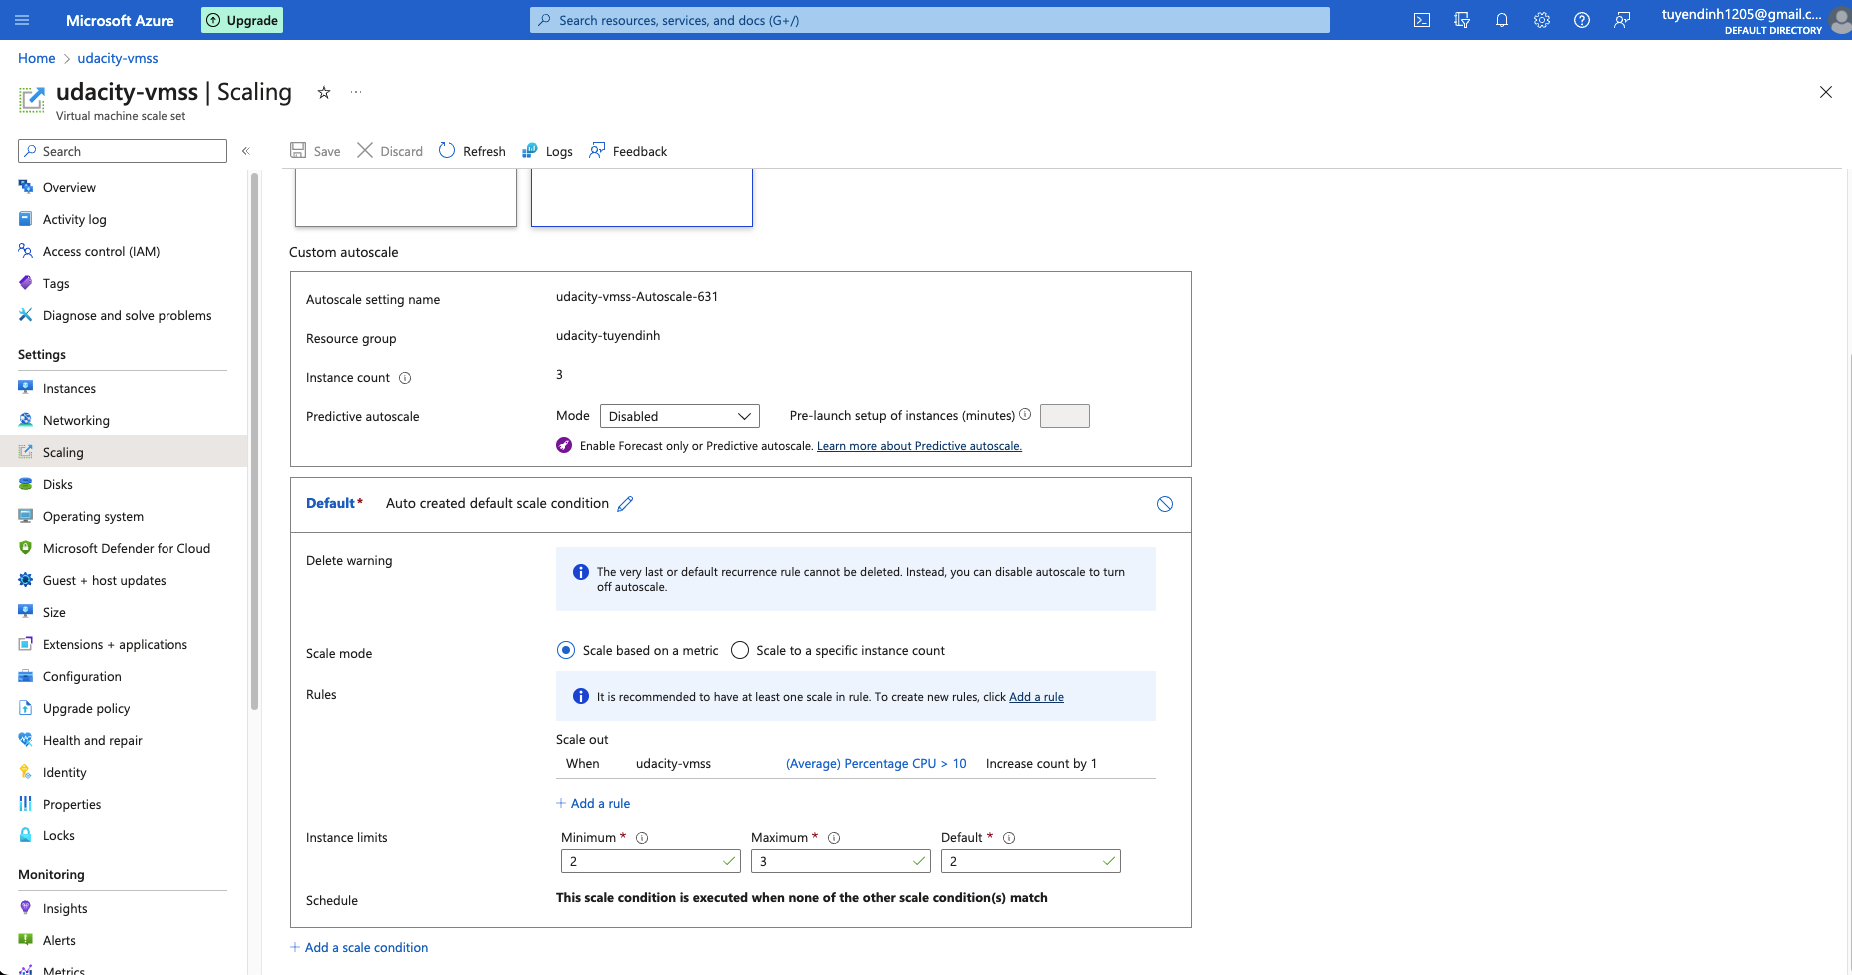 Microsoft Azure
Upgrade
Search resources, services, and docs (G+/)
tuyendinh1205@gmail.c...
DEFAULT DIRECTORY
Home > udacity-vmss
udacity-vmss | Scaling
Virtual machine scale set
Search
Save
Discard
Refresh
Logs
Feedback
Overview
Activity log
Access control (IAM)
Tags
Diagnose and solve problems
Settings
Instances
Networking
Scaling
Disks
Operating system
Microsoft Defender for Cloud
Guest + host updates
Size
Extensions + applications
Configuration
Upgrade policy
Health and repair
Identity
Properties
Locks
Monitoring
Insights
Alerts
Metrics
Custom autoscale
Autoscale setting name
udacity-vmss-Autoscale-631
Resource group
udacity-tuyendinh
Instance count
3
Predictive autoscale
Mode
Disabled
Pre-launch setup of instances (minutes)
Enable Forecast only or Predictive autoscale. Learn more about Predictive autoscale.
Default*
Auto created default scale condition
Delete warning
The very last or default recurrence rule cannot be deleted. Instead, you can disable autoscale to turn
off autoscale.
Scale mode
Scale based on a metric
Scale to a specific instance count
Rules
It is recommended to have at least one scale in rule. To create new rules, click Add a rule
Scale out
When
udacity-vmss
(Average) Percentage CPU > 10
Increase count by 1
+ Add a rule
Instance limits
Minimum *
Maximum *
Default *
2
3
2
Schedule
This scale condition is executed when none of the other scale condition(s) match
+ Add a scale condition